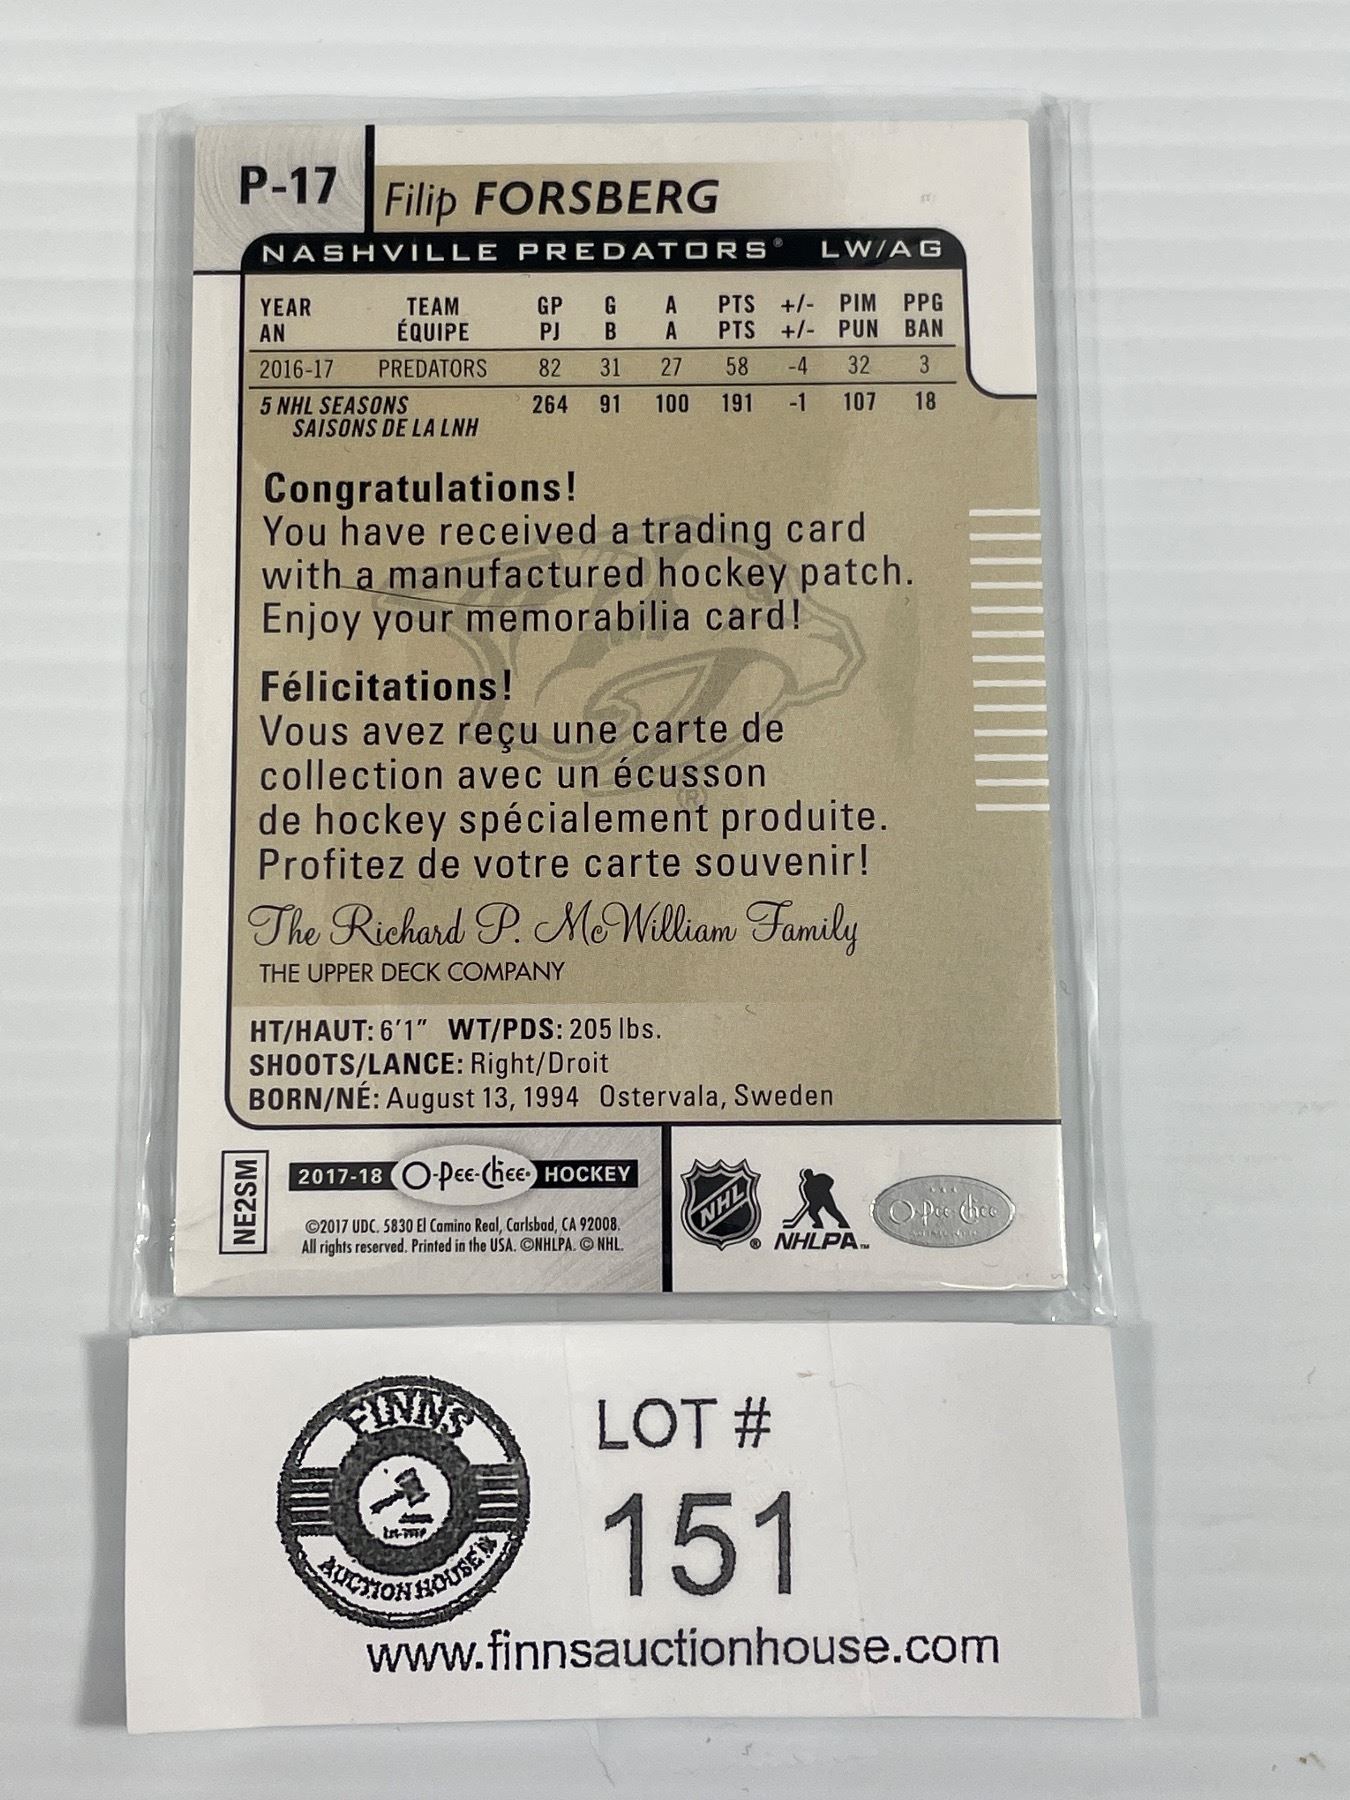 P-17
Filip FORSBERG
NASHVILLE PREDATORS® LW/AG
YEAR TEAM GP G A PTS +/- PIM PPG
AN ÉQUIPE PJ B A PTS +/- PUN BAN
2016-17 PREDATORS 82 31 27 58 -4 32 3
5 NHL SEASONS 264 91 100 191 -1 107 18
SAISONS DE LA LNH
Congratulations!
You have received a trading card
with a manufactured hockey patch.
Enjoy your memorabilia card!
Félicitations!
Vous avez reçu une carte de
collection avec un écusson
de hockey spécialement produite.
Profitez de votre carte souvenir!
The Richard P. McWilliam Family
THE UPPER DECK COMPANY
HT/HAUT: 6'1" WT/PDS: 205 lbs.
SHOOTS/LANCE: Right/Droit
BORN/NÉ: August 13, 1994 Ostervala, Sweden
NE2SM
2017-18 O-Pee-Chee® HOCKEY
©2017 UDC. 5830 El Camino Real, Carlsbad, CA 92008.
All rights reserved. Printed in the USA. ©NHLPA. © NHL.
NHL®
NHLPA™
O-Pee-Chee
FINNS
AUCTION HOUSE
LOT #
151
www.finnsauctionhouse.com